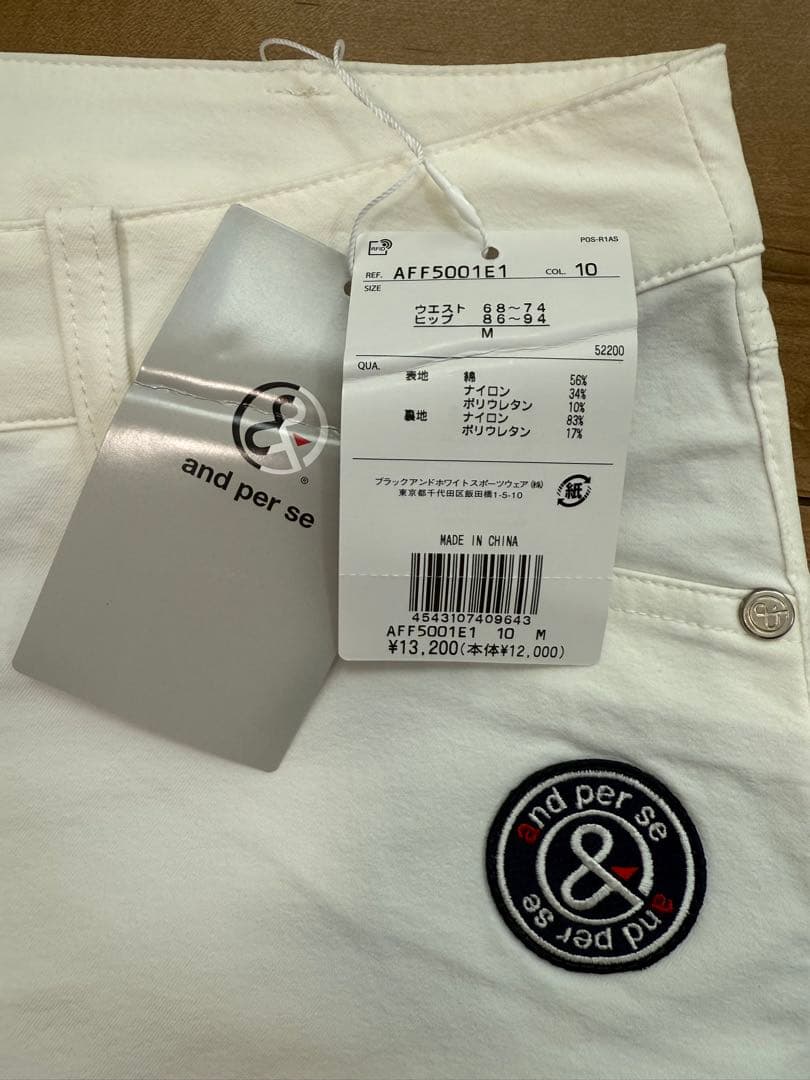 RFID
POS-R1AS
REF. AFF5001E1 COL. 10
SIZE
ウエスト 68～74
ヒップ 86～94
M
52200
QUA.
表地 綿 56%
ナイロン 34%
ポリウレタン 10%
裏地 ナイロン 83%
ポリウレタン 17%
ブラックアンドホワイトスポーツウェア㈱
東京都千代田区飯田橋1-5-10
紙
MADE IN CHINA
4543107409643
AFF5001E1 10 M
¥13,200(本体¥12,000)
&
and per se
®
and per se
&
and per se